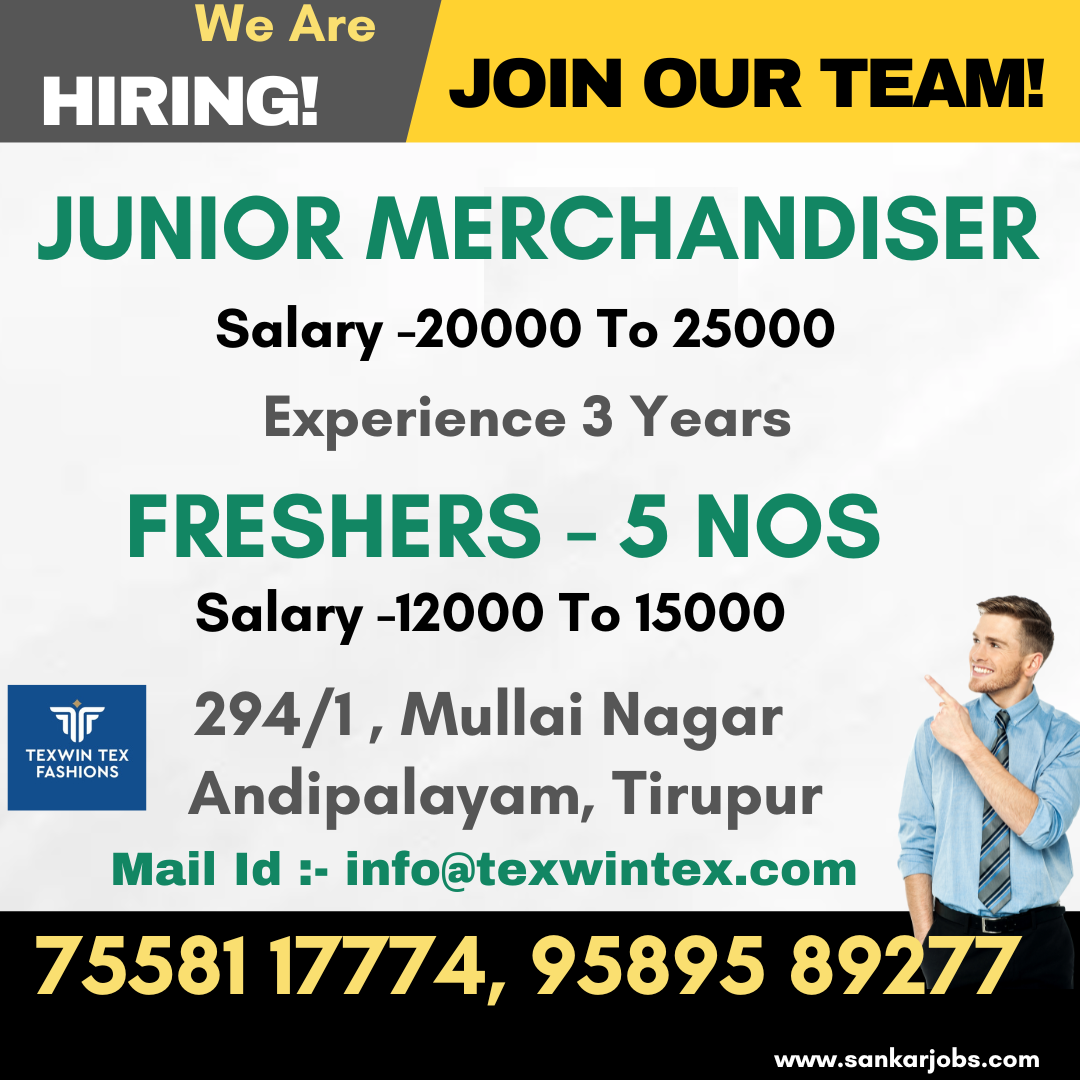 We Are
HIRING!
JOIN OUR TEAM!
JUNIOR MERCHANDISER
Salary -20000 To 25000
Experience 3 Years
FRESHERS - 5 NOS
Salary -12000 To 15000
TEXWIN TEX
FASHIONS
294/1 , Mullai Nagar
Andipalayam, Tirupur
Mail Id :- info@texwintex.com
75581 17774, 95895 89277
www.sankarjobs.com